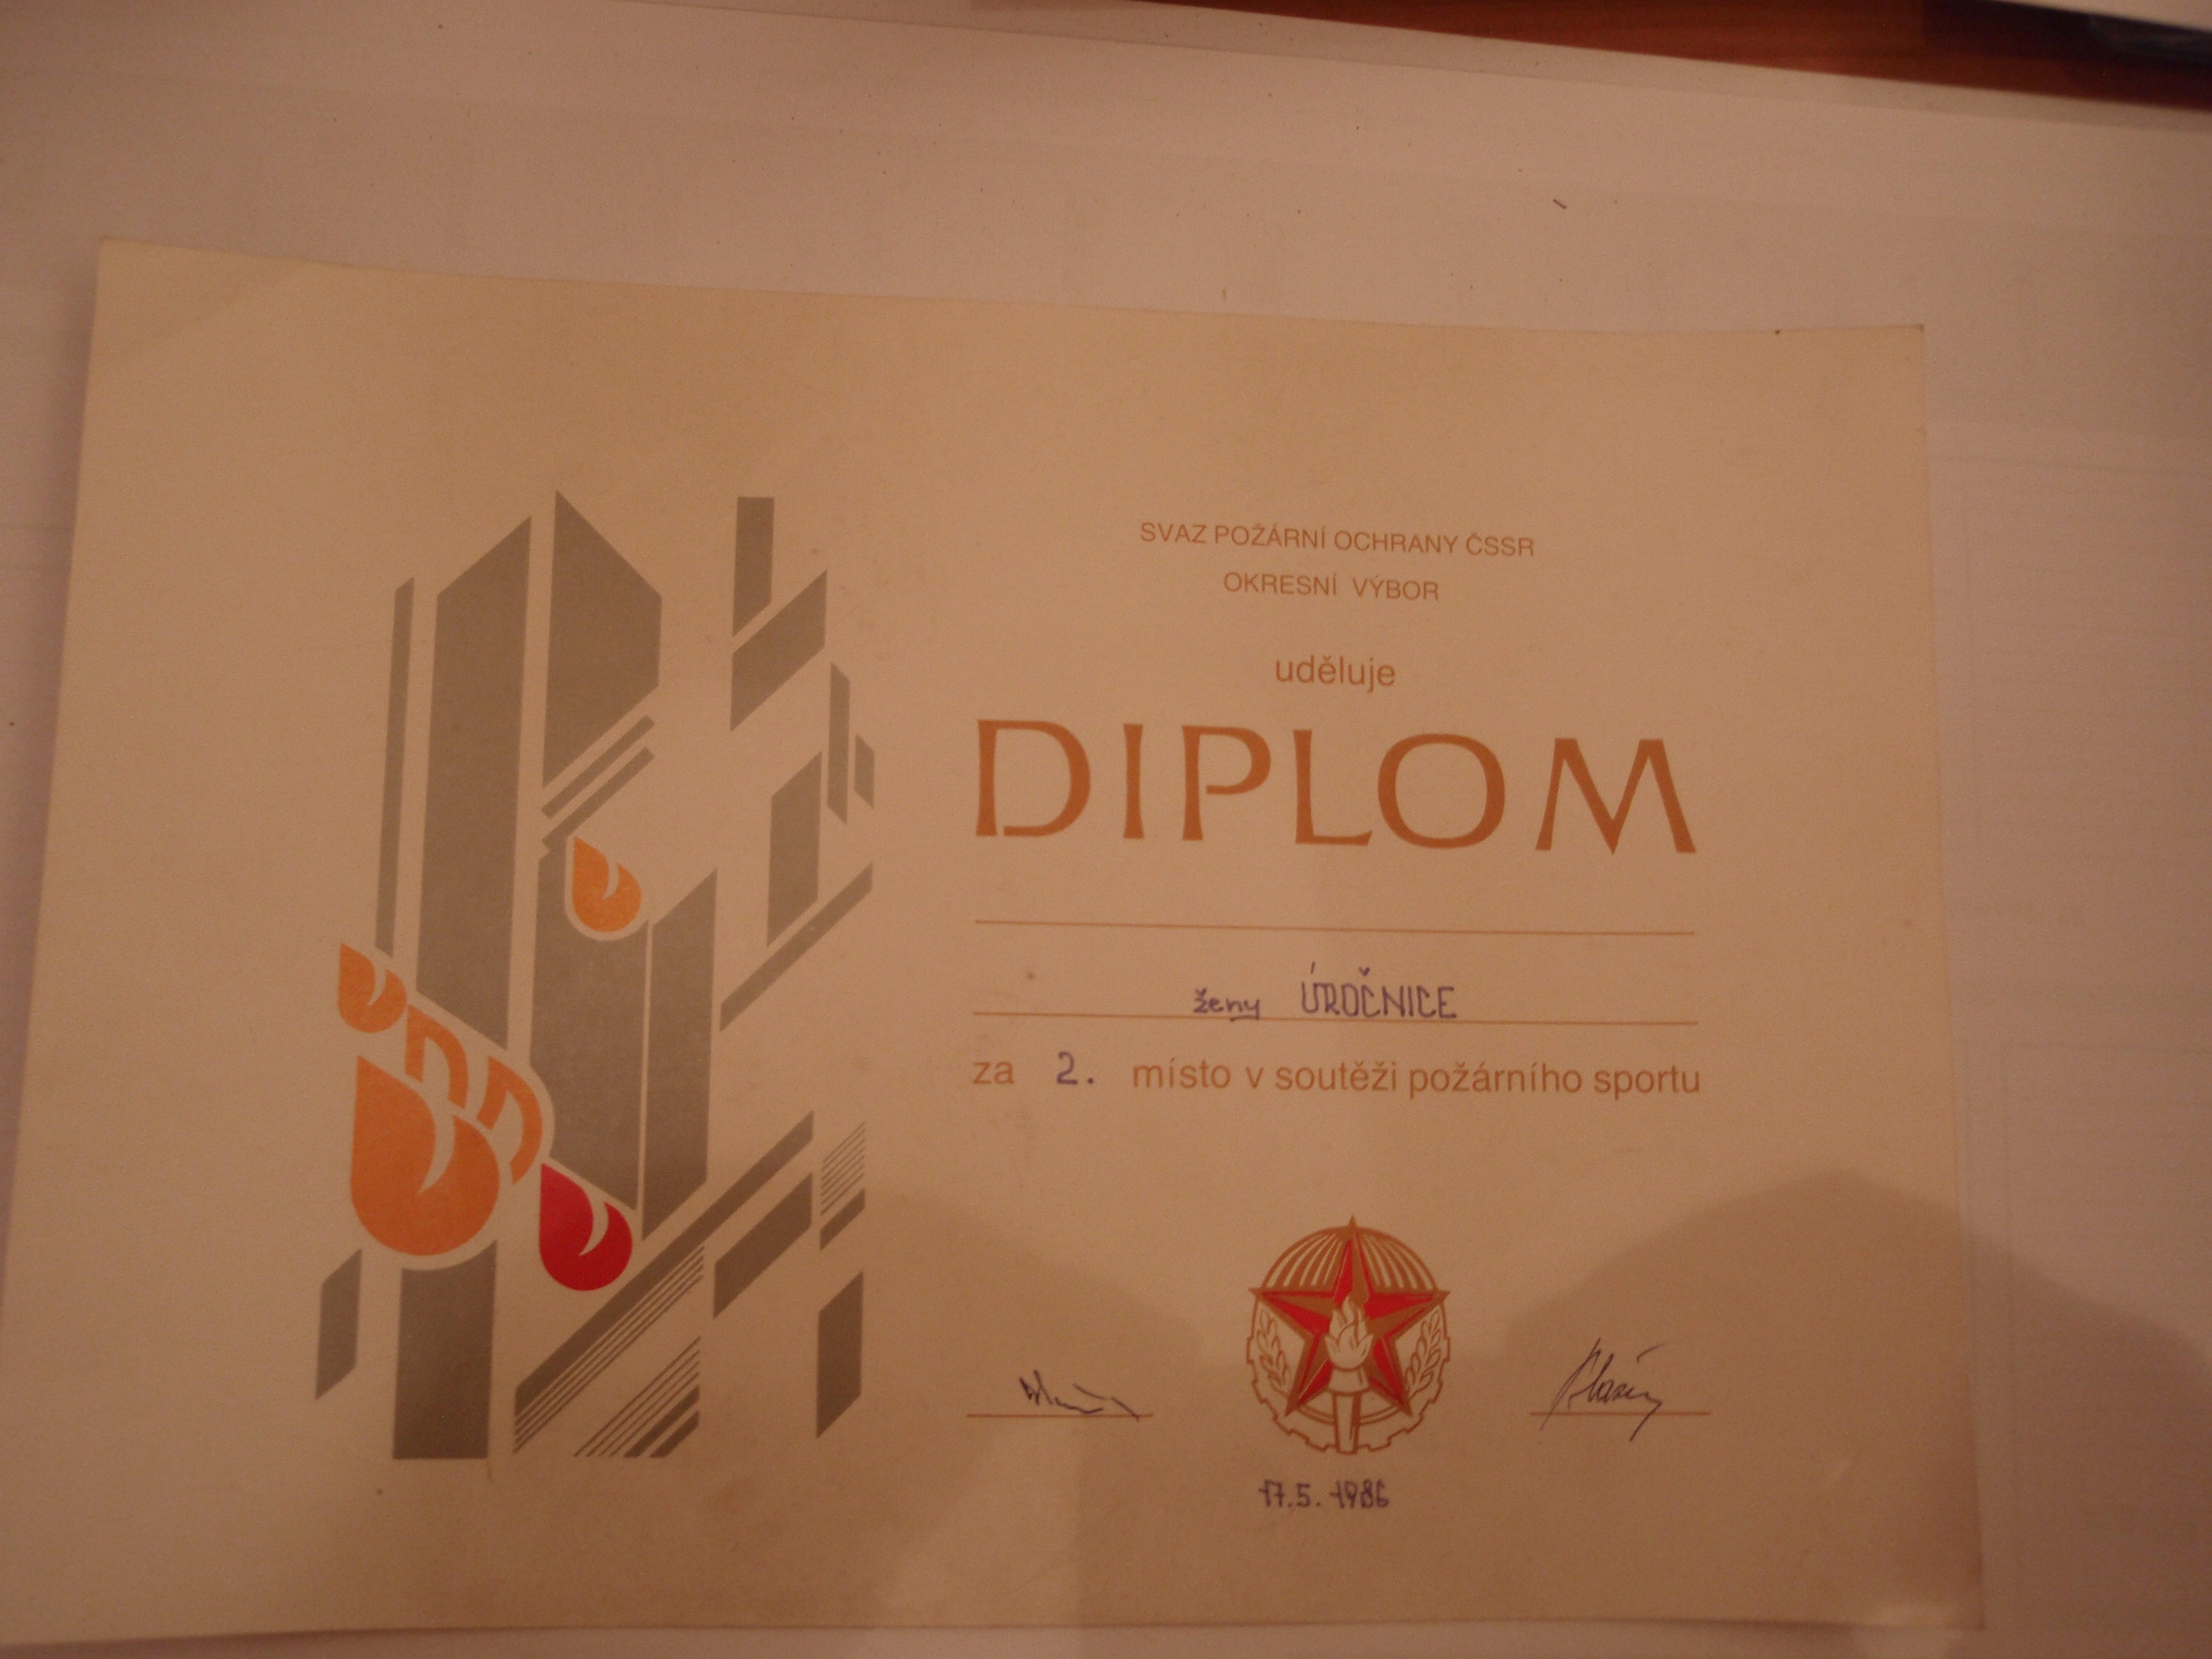 SVAZ POŽÁRNÍ OCHRANY ČSSR
OKRESNÍ VÝBOR
uděluje
DIPLOM
ženy ÚROČNICE
za 2. místo v soutěži požárního sportu
17.5.1986